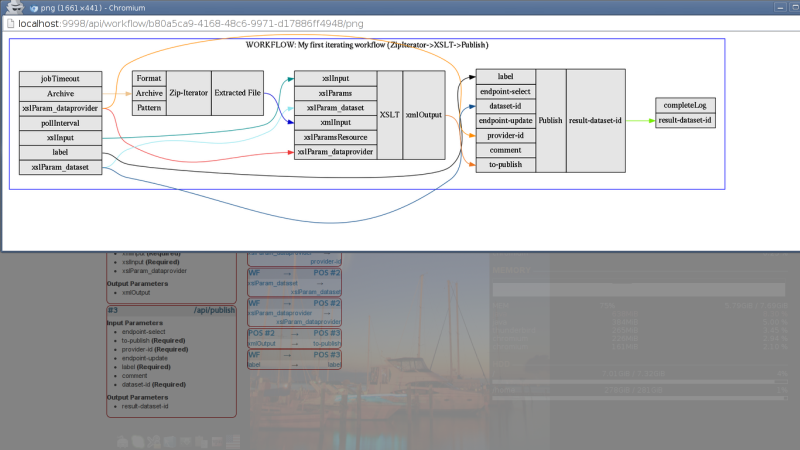 png (1661×441) - Chromium
localhost:9998/api/workflow/b80a5ca9-4168-48c6-9971-d17886ff4948/png
WORKFLOW: My first iterating workflow (ZipIterator->XSLT->Publish)
jobTimeout
Archive
xslParam_dataprovider
pollInterval
xslInput
label
xslParam_dataset
Format
Archive
Pattern
Zip-Iterator
Extracted File
xslInput
xslParams
xslParam_dataset
xmlInput
xslParamsResource
xslParam_dataprovider
XSLT
xmlOutput
label
endpoint-select
dataset-id
endpoint-update
provider-id
comment
to-publish
Publish
result-dataset-id
completeLog
result-dataset-id
xslInput (Required)
xslParam_dataprovider
Output Parameters
xmlOutput
#3 /api/publish
Input Parameters
endpoint-select
to-publish (Required)
provider-id (Required)
endpoint-update
label (Required)
comment
dataset-id (Required)
Output Parameters
result-dataset-id
xslParam_dataprovider →
provider-id
WF → POS #2
xslParam_dataset →
xslParam_dataset
WF → POS #2
xslParam_dataprovider →
xslParam_dataprovider
POS #2 → POS #3
xmlOutput → to-publish
WF → POS #3
label → label